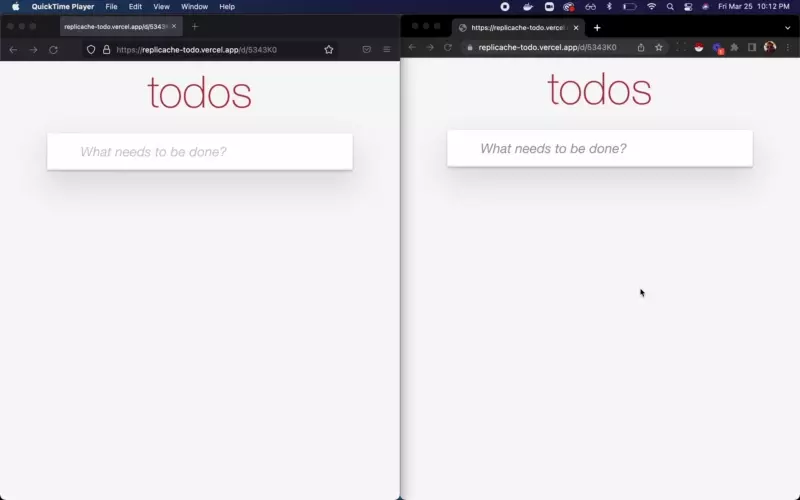 QuickTime Player File Edit View Window Help Fri Mar 25 10:12 PM
replicache-todo.vercel.app/d/5343
https://replicache-todo.vercel.app/d/5343K0
todos
What needs to be done?
https://replicache-todo.vercel.
replicache-todo.vercel.app/d/5343K0
todos
What needs to be done?